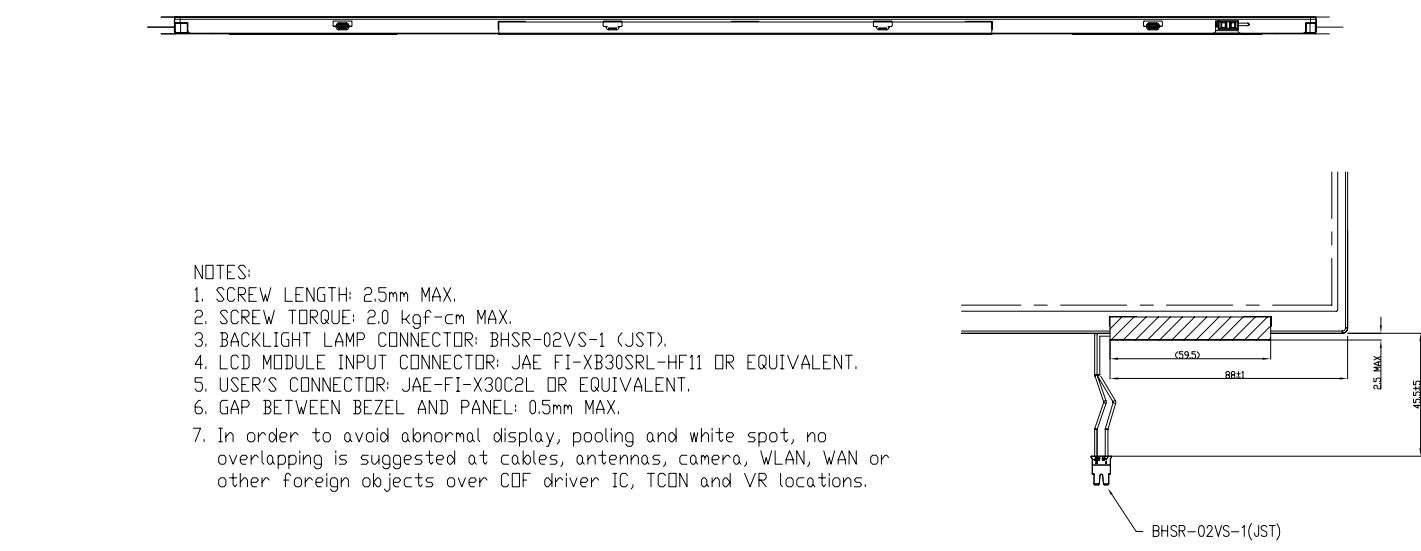 NOTES:
1. SCREW LENGTH: 2.5mm MAX.
2. SCREW TORQUE: 2.0 kgf-cm MAX.
3. BACKLIGHT LAMP CONNECTOR: BHSR-02VS-1 (JST).
4. LCD MODULE INPUT CONNECTOR: JAE FI-XB30SRL-HF11 OR EQUIVALENT.
5. USER'S CONNECTOR: JAE-FI-X30C2L OR EQUIVALENT.
6. GAP BETWEEN BEZEL AND PANEL: 0.5mm MAX.
7. In order to avoid abnormal display, pooling and white spot, no
overlapping is suggested at cables, antennas, camera, WLAN, WAN or
other foreign objects over COF driver IC, TCON and VR locations.
(59.5)
88±1
2.5 MAX
45.5±5
BHSR-02VS-1(JST)